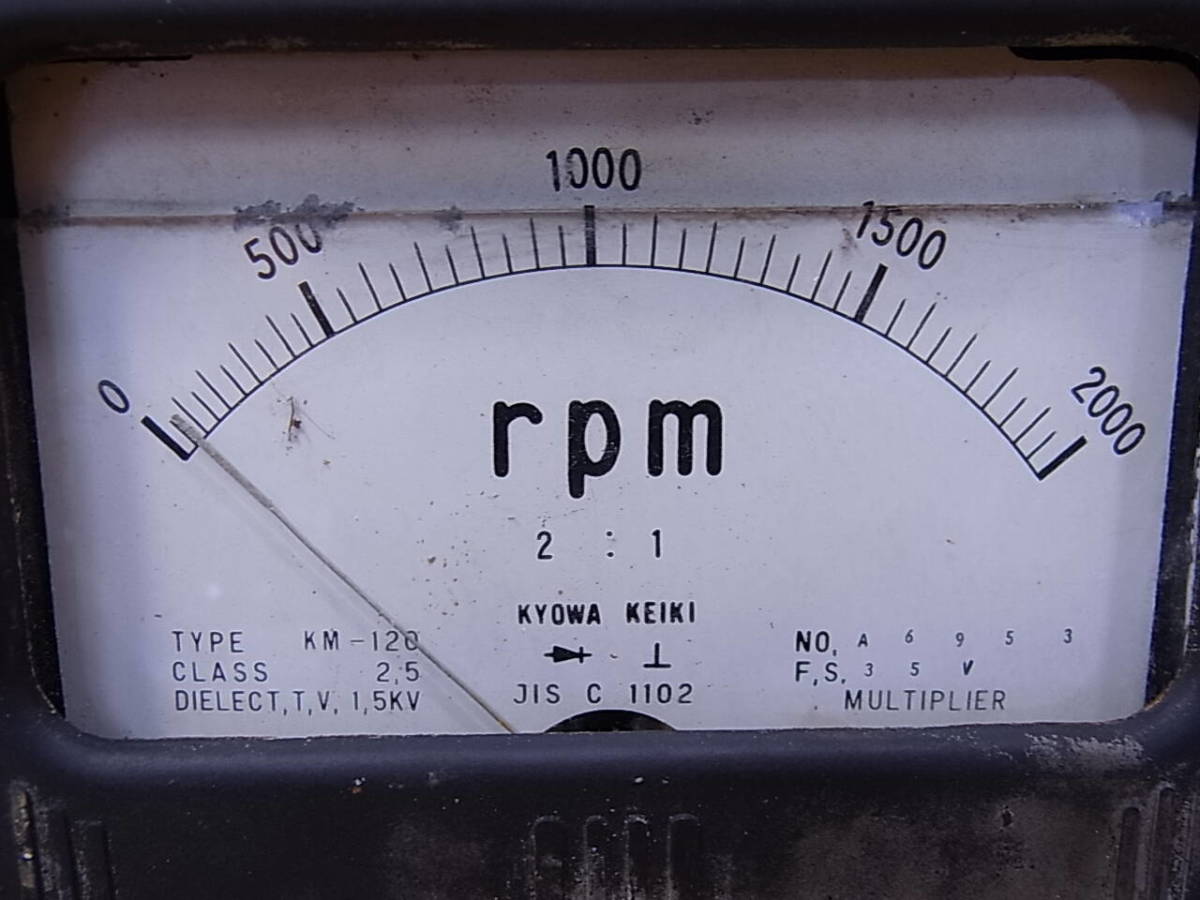 0 500 1000 1500 2000
rpm
2 : 1
KYOWA KEIKI
JIS C 1102
TYPE KM-120
CLASS 2,5
DIELECT,T,V, 1,5KV
NO, A 6 9 5 3
F,S, 3 5 V
MULTIPLIER